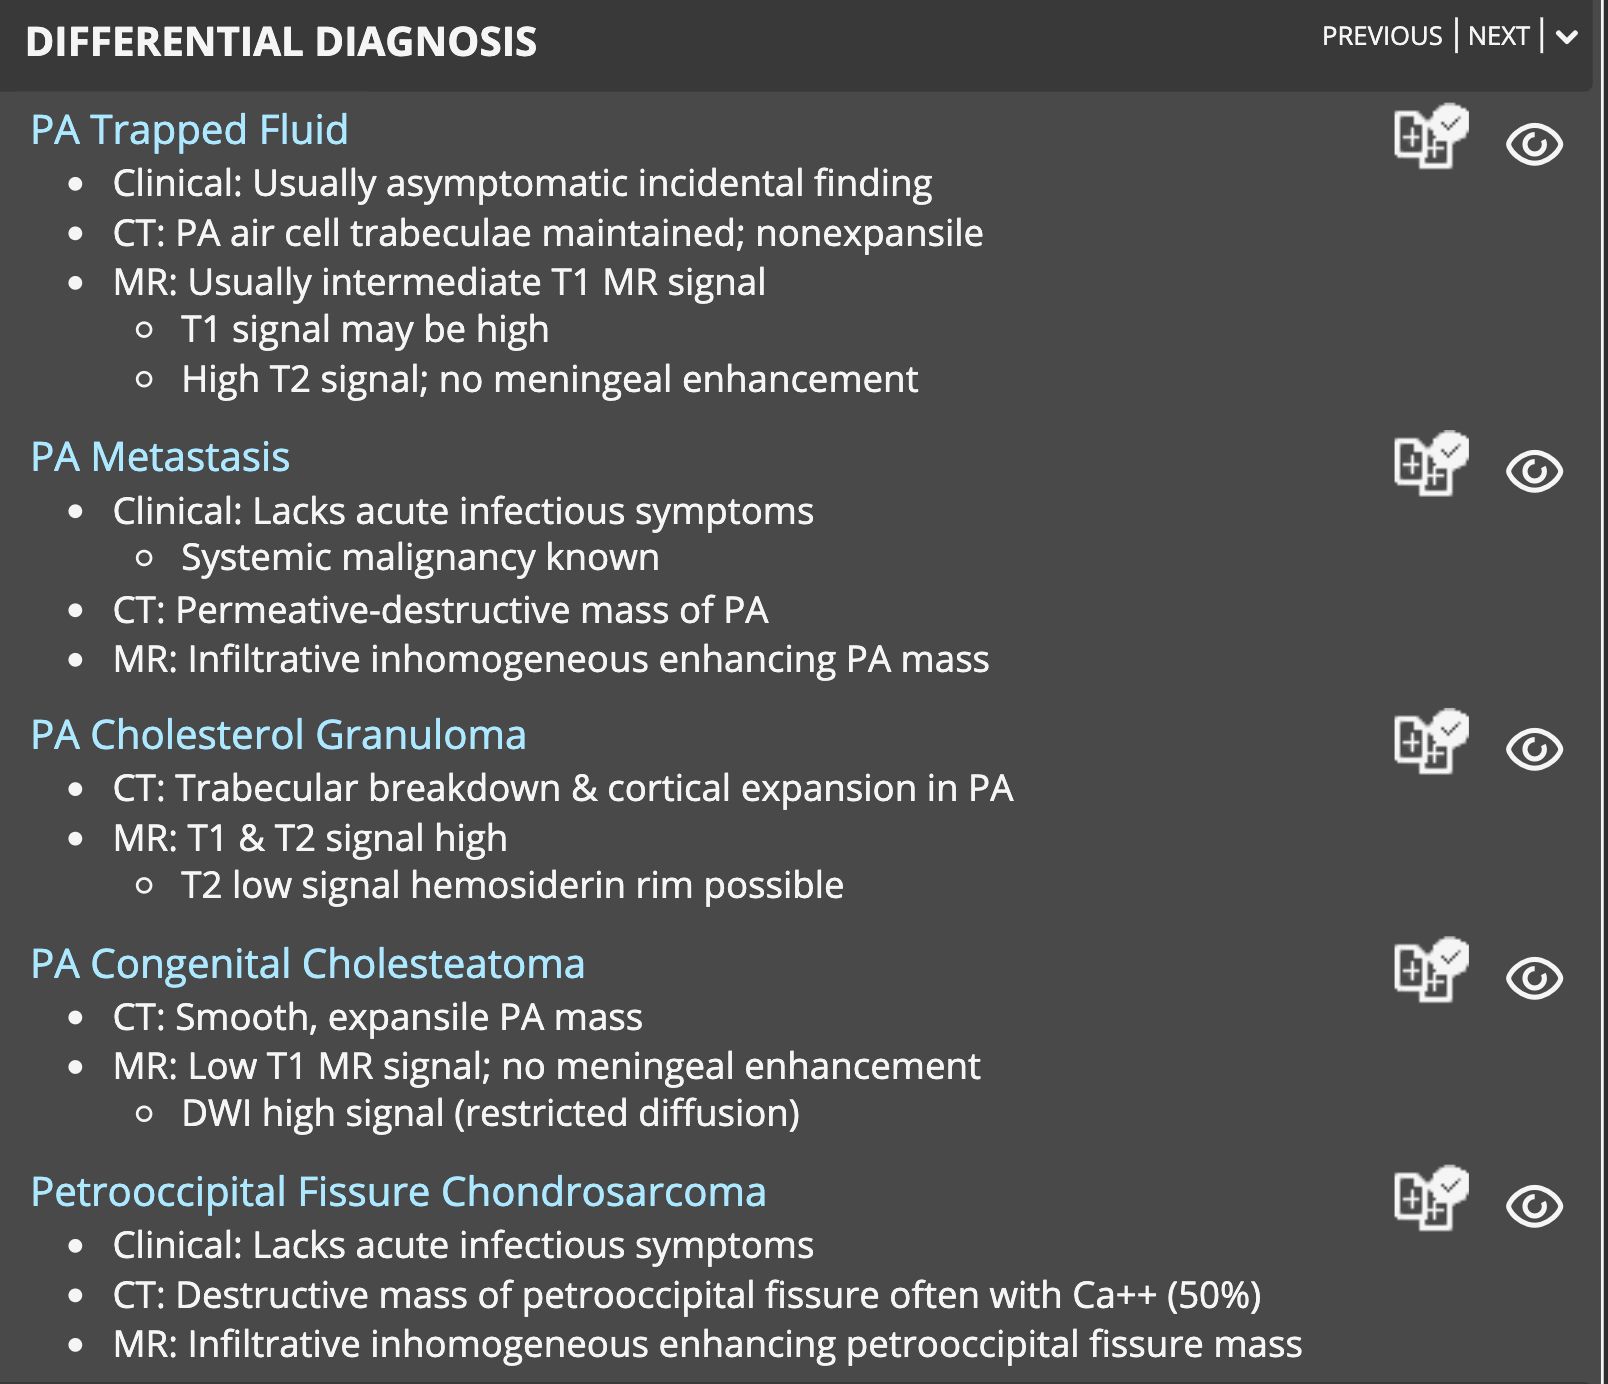 DIFFERENTIAL DIAGNOSIS
PREVIOUS | NEXT |
PA Trapped Fluid
• Clinical: Usually asymptomatic incidental finding
• CT: PA air cell trabeculae maintained; nonexpansile
• MR: Usually intermediate T1 MR signal
○ T1 signal may be high
○ High T2 signal; no meningeal enhancement
PA Metastasis
• Clinical: Lacks acute infectious symptoms
○ Systemic malignancy known
• CT: Permeative-destructive mass of PA
• MR: Infiltrative inhomogeneous enhancing PA mass
PA Cholesterol Granuloma
• CT: Trabecular breakdown & cortical expansion in PA
• MR: T1 & T2 signal high
○ T2 low signal hemosiderin rim possible
PA Congenital Cholesteatoma
• CT: Smooth, expansile PA mass
• MR: Low T1 MR signal; no meningeal enhancement
○ DWI high signal (restricted diffusion)
Petrooccipital Fissure Chondrosarcoma
• Clinical: Lacks acute infectious symptoms
• CT: Destructive mass of petrooccipital fissure often with Ca++ (50%)
• MR: Infiltrative inhomogeneous enhancing petrooccipital fissure mass